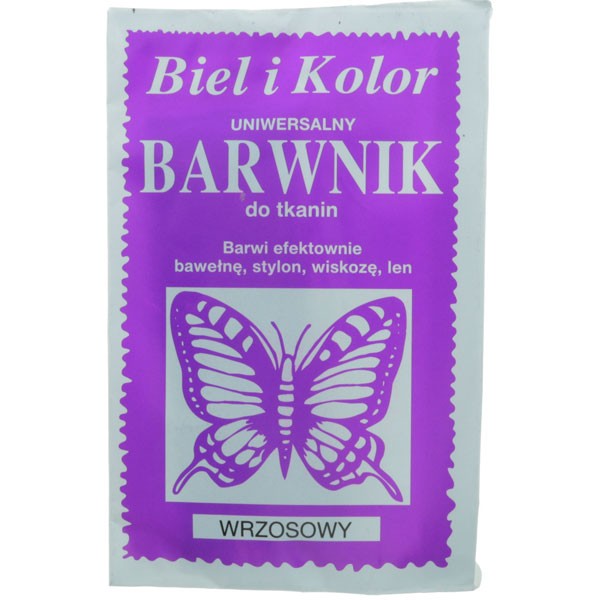 Biel i Kolor
UNIWERSALNY
BARWNIK
do tkanin
Barwi efektownie
bawełnę, stylon, wiskozę, len
WRZOSOWY